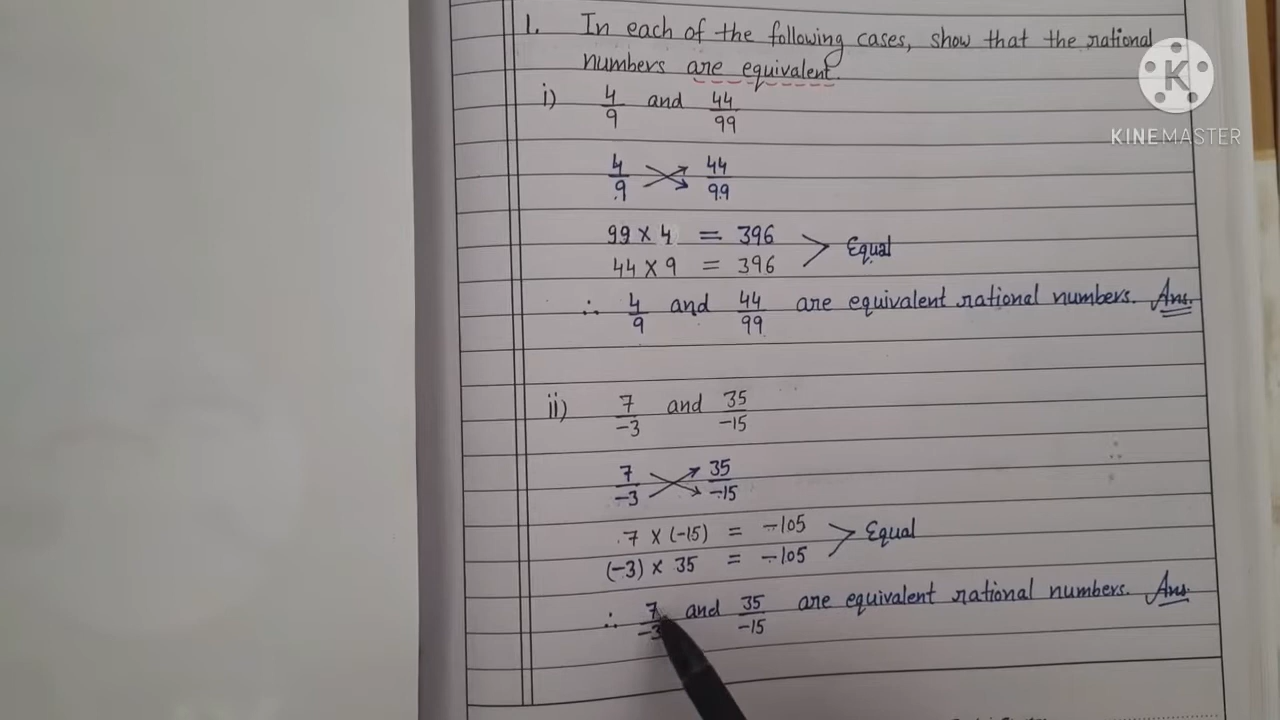 1. In each of the following cases, show that the rational
numbers are equivalent.
i) 4/9 and 44/99
4/9 44/99
99 × 4 = 396
44 × 9 = 396 > Equal
∴ 4/9 and 44/99 are equivalent rational numbers. Ans.
ii) 7/-3 and 35/-15
7/-3 35/-15
7 × (-15) = -105
(-3) × 35 = -105 > Equal
∴ 7/-3 and 35/-15 are equivalent rational numbers. Ans.
K
KINEMASTER